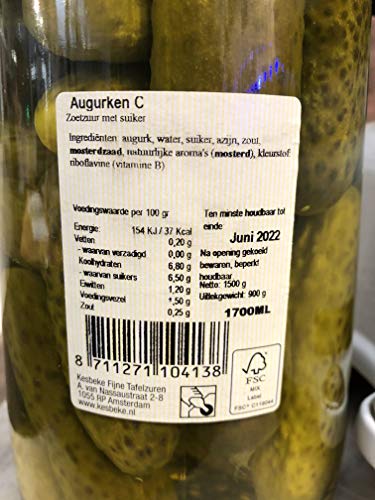 Augurken C
Zoetzuur met suiker
Ingrediënten: augurk, water, suiker, azijn, zout,
mosterdzaad, natuurlijke aroma's (mosterd), kleurstof:
riboflavine (vitamine B)
Voedingswaarde per 100 gr
Energie: 154 KJ / 37 Kcal
Vetten 0,20 g
- waarvan verzadigd 0,00 g
Koolhydraten 6,80 g
- waarvan suikers 6,50 g
Eiwitten 1,20 g
Voedingsvezel 1,50 g
Zout 0,25 g
Ten minste houdbaar tot
einde
Juni 2022
Na opening gekoeld
bewaren, beperkt
houdbaar
Netto: 1500 g
Uitlekgewicht: 900 g
1700ML
8 711271 104138
Kesbeke Fijne Tafelzuren
A. van Nassaustraat 2-8
1055 RP Amsterdam
www.kesbeke.nl
FSC
MIX
Label
FSC® C118044